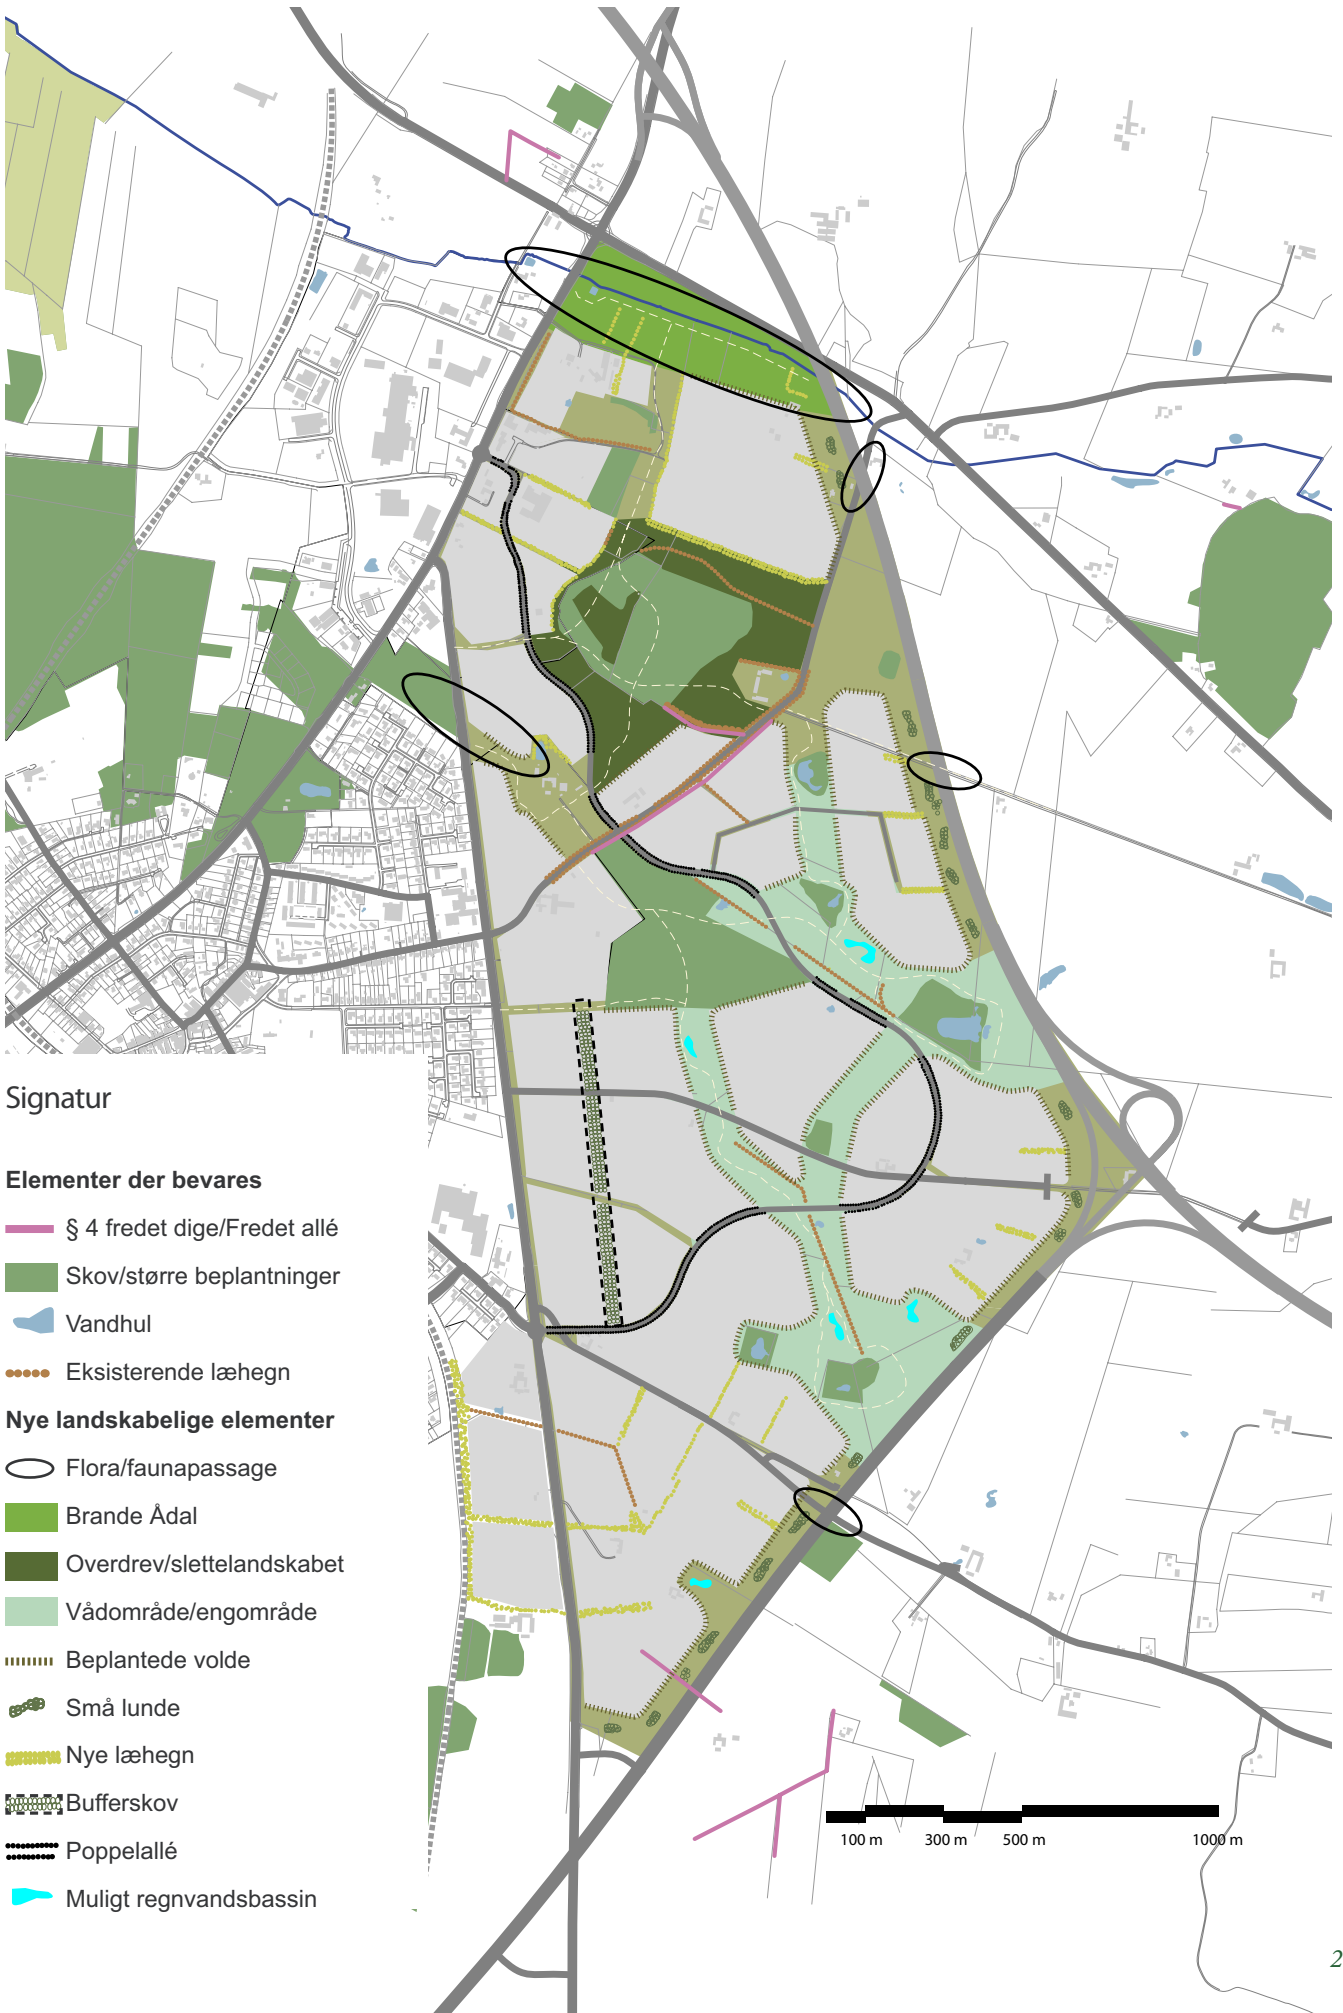 Signatur
Elementer der bevares
§ 4 fredet dige/Fredet allé
Skov/større beplantninger
Vandhul
Eksisterende læhegn
Nye landskabelige elementer
Flora/faunapassage
Brande Ådal
Overdrev/slettelandskabet
Vådområde/engområde
Beplantede volde
Små lunde
Nye læhegn
Bufferskov
Poppelallé
Muligt regnvandsbassin
100 m 300 m 500 m 1000 m
2